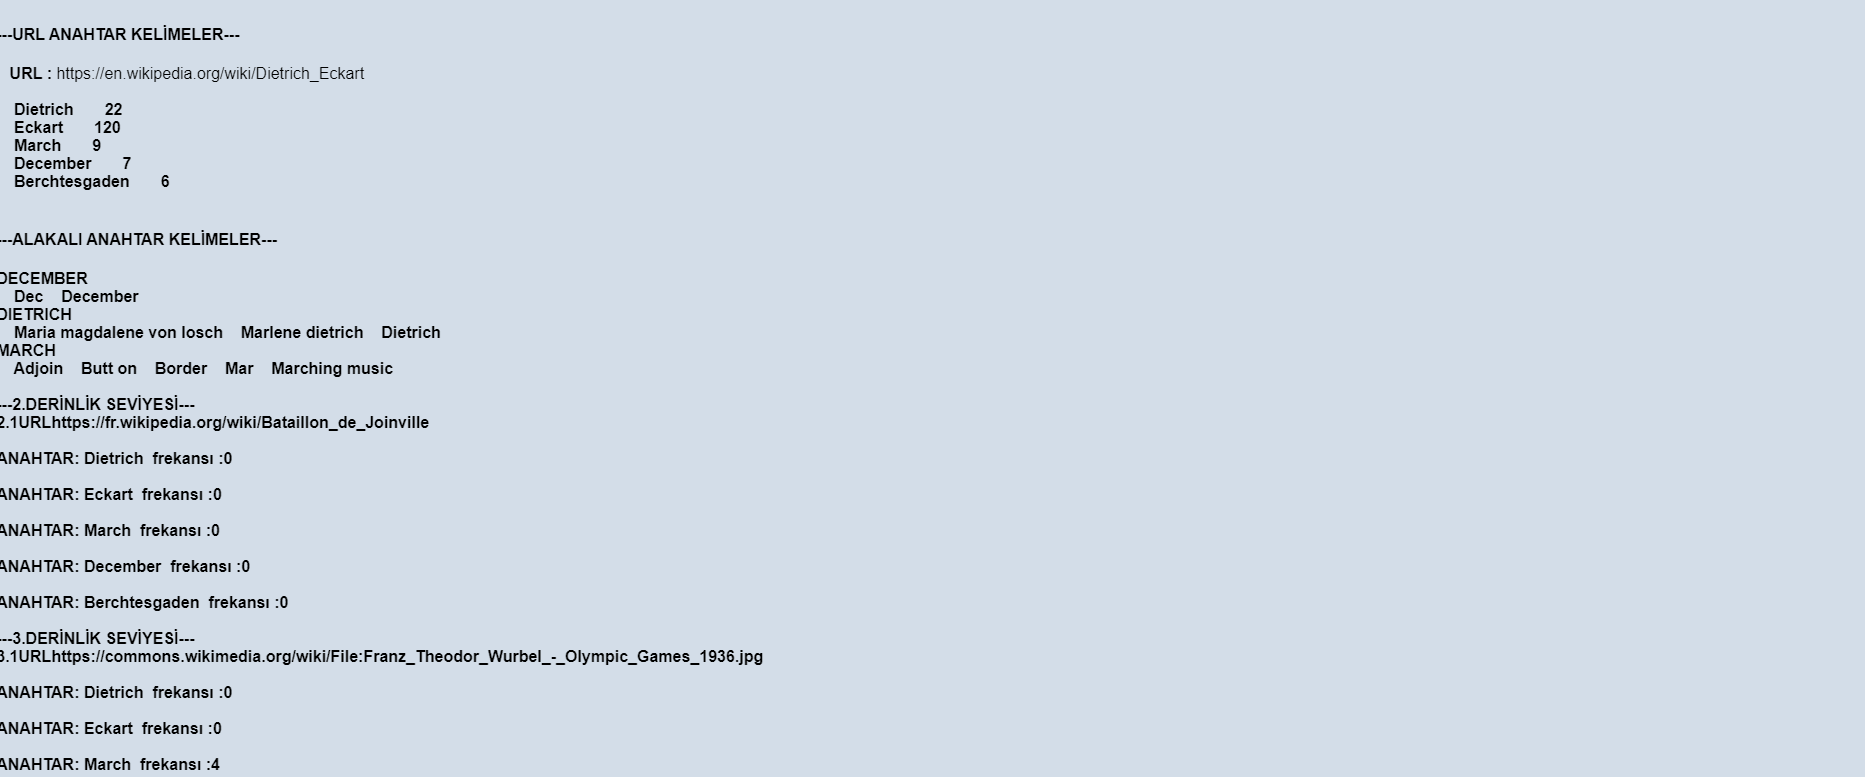 ---URL ANAHTAR KELİMELER---
URL : https://en.wikipedia.org/wiki/Dietrich_Eckart
Dietrich 22
Eckart 120
March 9
December 7
Berchtesgaden 6
---ALAKALI ANAHTAR KELİMELER---
DECEMBER
Dec December
DIETRICH
Maria magdalene von losch Marlene dietrich Dietrich
MARCH
Adjoin Butt on Border Mar Marching music
---2.DERİNLİK SEVİYESİ---
2.1URLhttps://fr.wikipedia.org/wiki/Bataillon_de_Joinville
ANAHTAR: Dietrich frekansı :0
ANAHTAR: Eckart frekansı :0
ANAHTAR: March frekansı :0
ANAHTAR: December frekansı :0
ANAHTAR: Berchtesgaden frekansı :0
---3.DERİNLİK SEVİYESİ---
3.1URLhttps://commons.wikimedia.org/wiki/File:Franz_Theodor_Wurbel_-_Olympic_Games_1936.jpg
ANAHTAR: Dietrich frekansı :0
ANAHTAR: Eckart frekansı :0
ANAHTAR: March frekansı :4